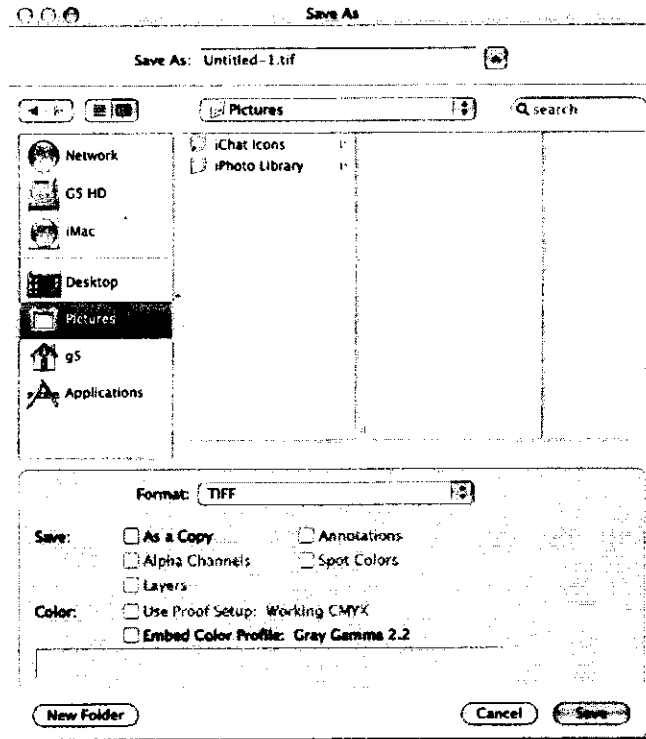 Save As
Save As: Untitled-1.tif
Pictures
search
Network
G5 HD
iMac
Desktop
Pictures
g5
Applications
iChat Icons
iPhoto Library
Format: TIFF
Save: As a Copy Annotations
Alpha Channels Spot Colors
Layers
Color: Use Proof Setup: Working CMYK
Embed Color Profile: Gray Gamma 2.2
New Folder Cancel Save